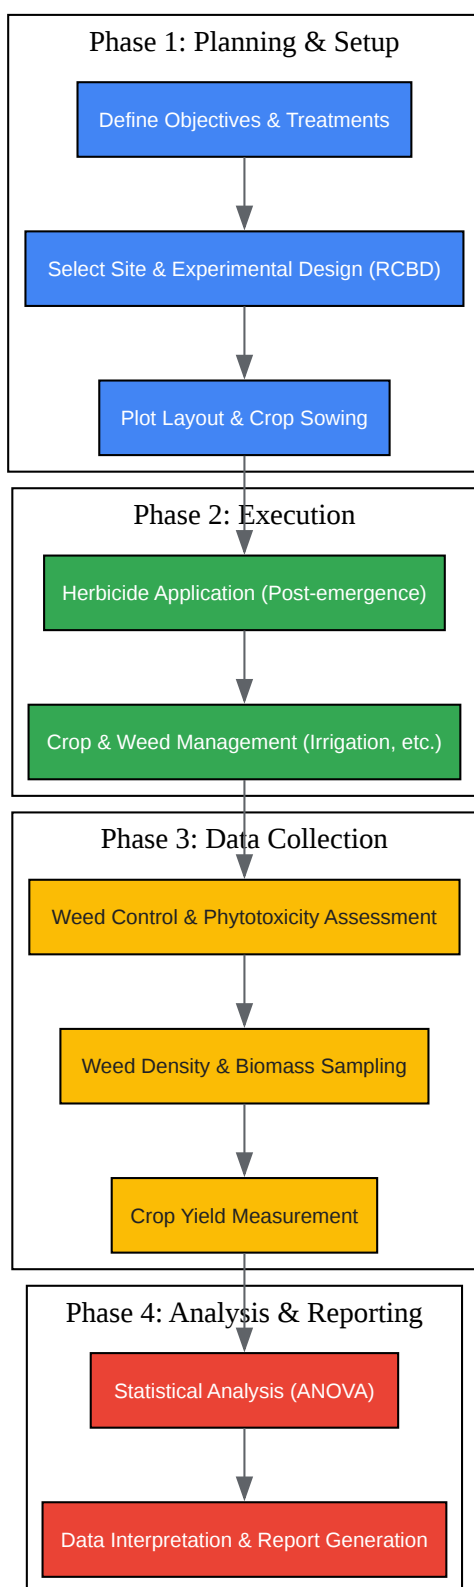 Phase 1: Planning & Setup
Define Objectives & Treatments
Select Site & Experimental Design (RCBD)
Plot Layout & Crop Sowing
Phase 2: Execution
Herbicide Application (Post-emergence)
Crop & Weed Management (Irrigation, etc.)
Phase 3: Data Collection
Weed Control & Phytotoxicity Assessment
Weed Density & Biomass Sampling
Crop Yield Measurement
Phase 4: Analysis & Reporting
Statistical Analysis (ANOVA)
Data Interpretation & Report Generation